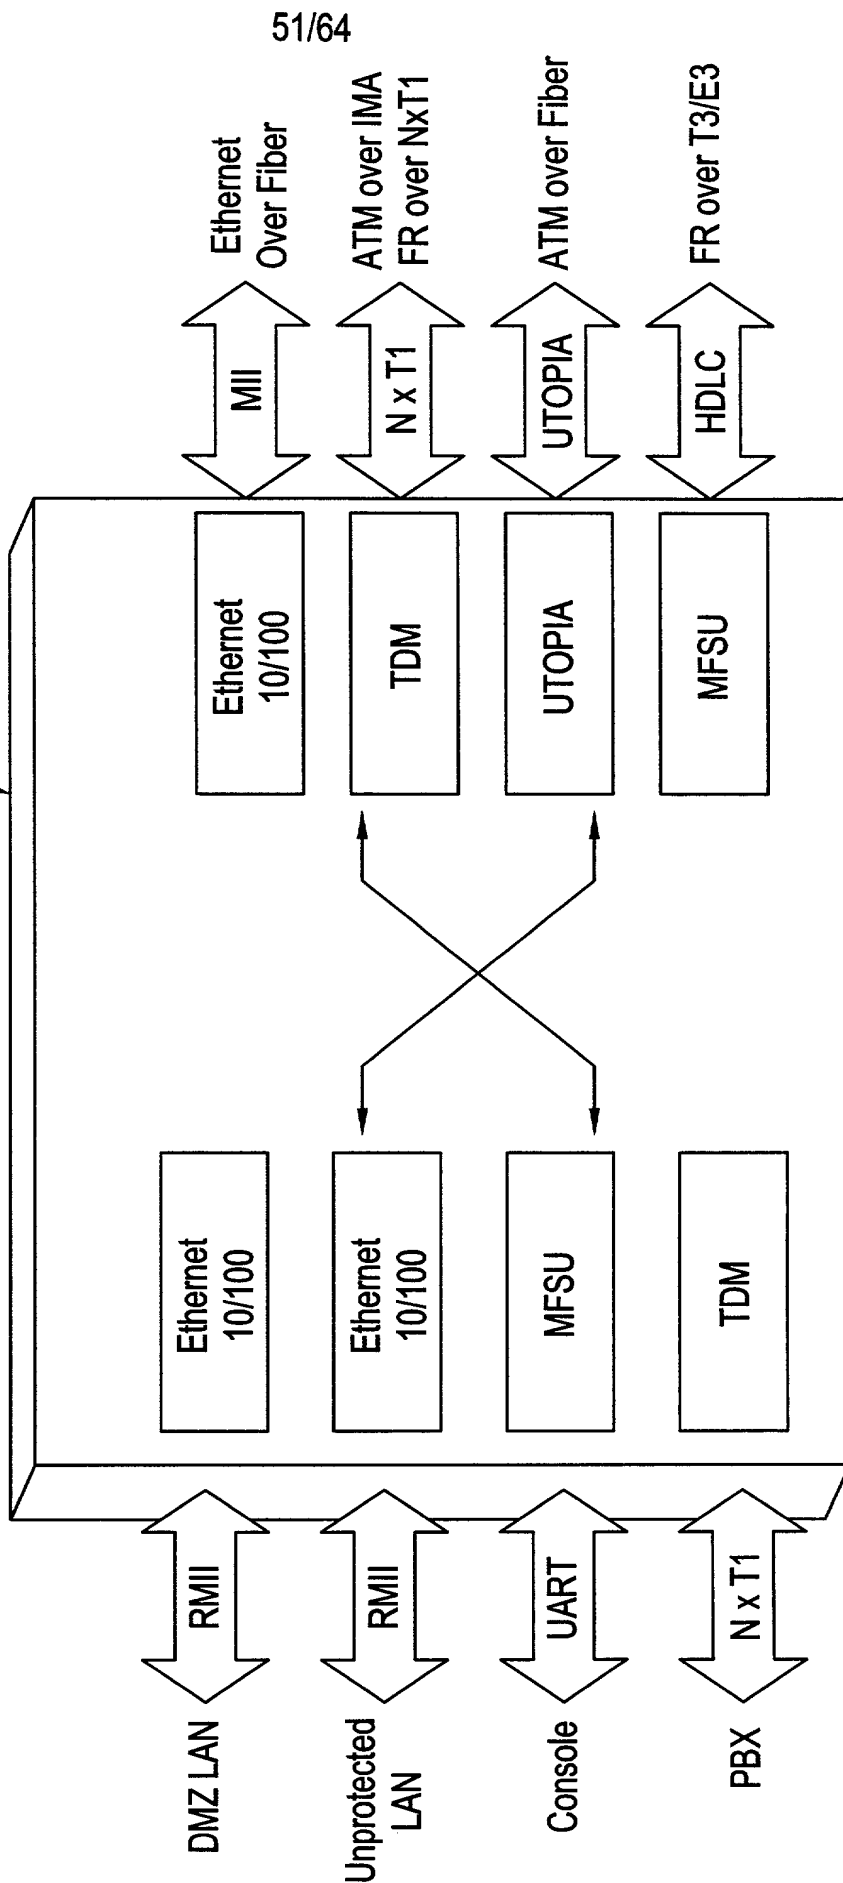 51/64
Ethernet
Over Fiber
ATM over IMA
FR over NxT1
ATM over Fiber
FR over T3/E3
MII
N x T1
UTOPIA
HDLC
Ethernet
10/100
TDM
UTOPIA
MFSU
Ethernet
10/100
Ethernet
10/100
MFSU
TDM
RMII
RMII
UART
N x T1
DMZ LAN
Unprotected
LAN
Console
PBX